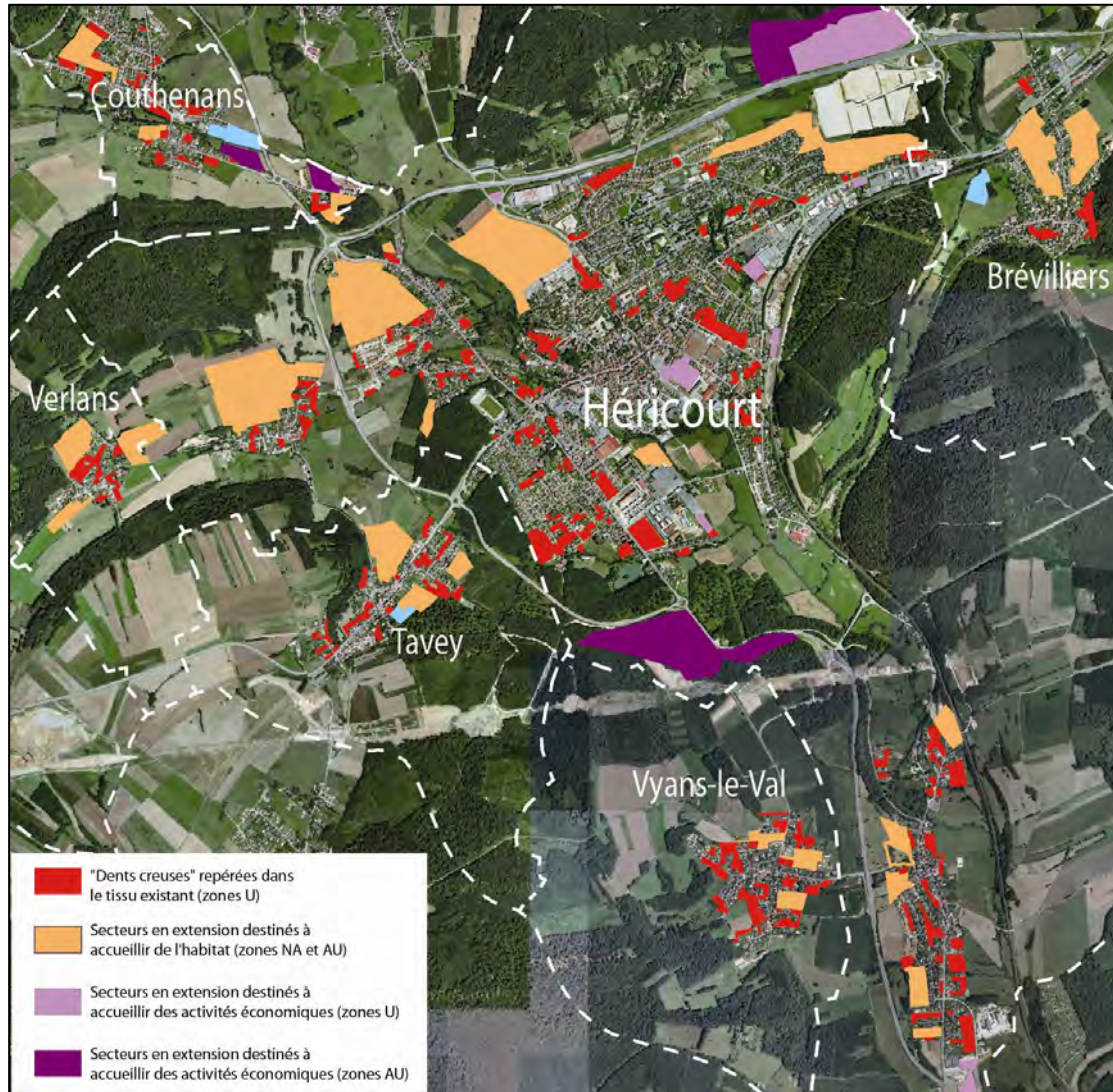 Couthenans
Brévilliers
Verlans
Héricourt
Tavey
Vyans-le-Val
"Dents creuses" repérées dans
le tissu existant (zones U)
Secteurs en extension destinés à
accueillir de l'habitat (zones NA et AU)
Secteurs en extension destinés à
accueillir des activités économiques (zones U)
Secteurs en extension destinés à
accueillir des activités économiques (zones AU)